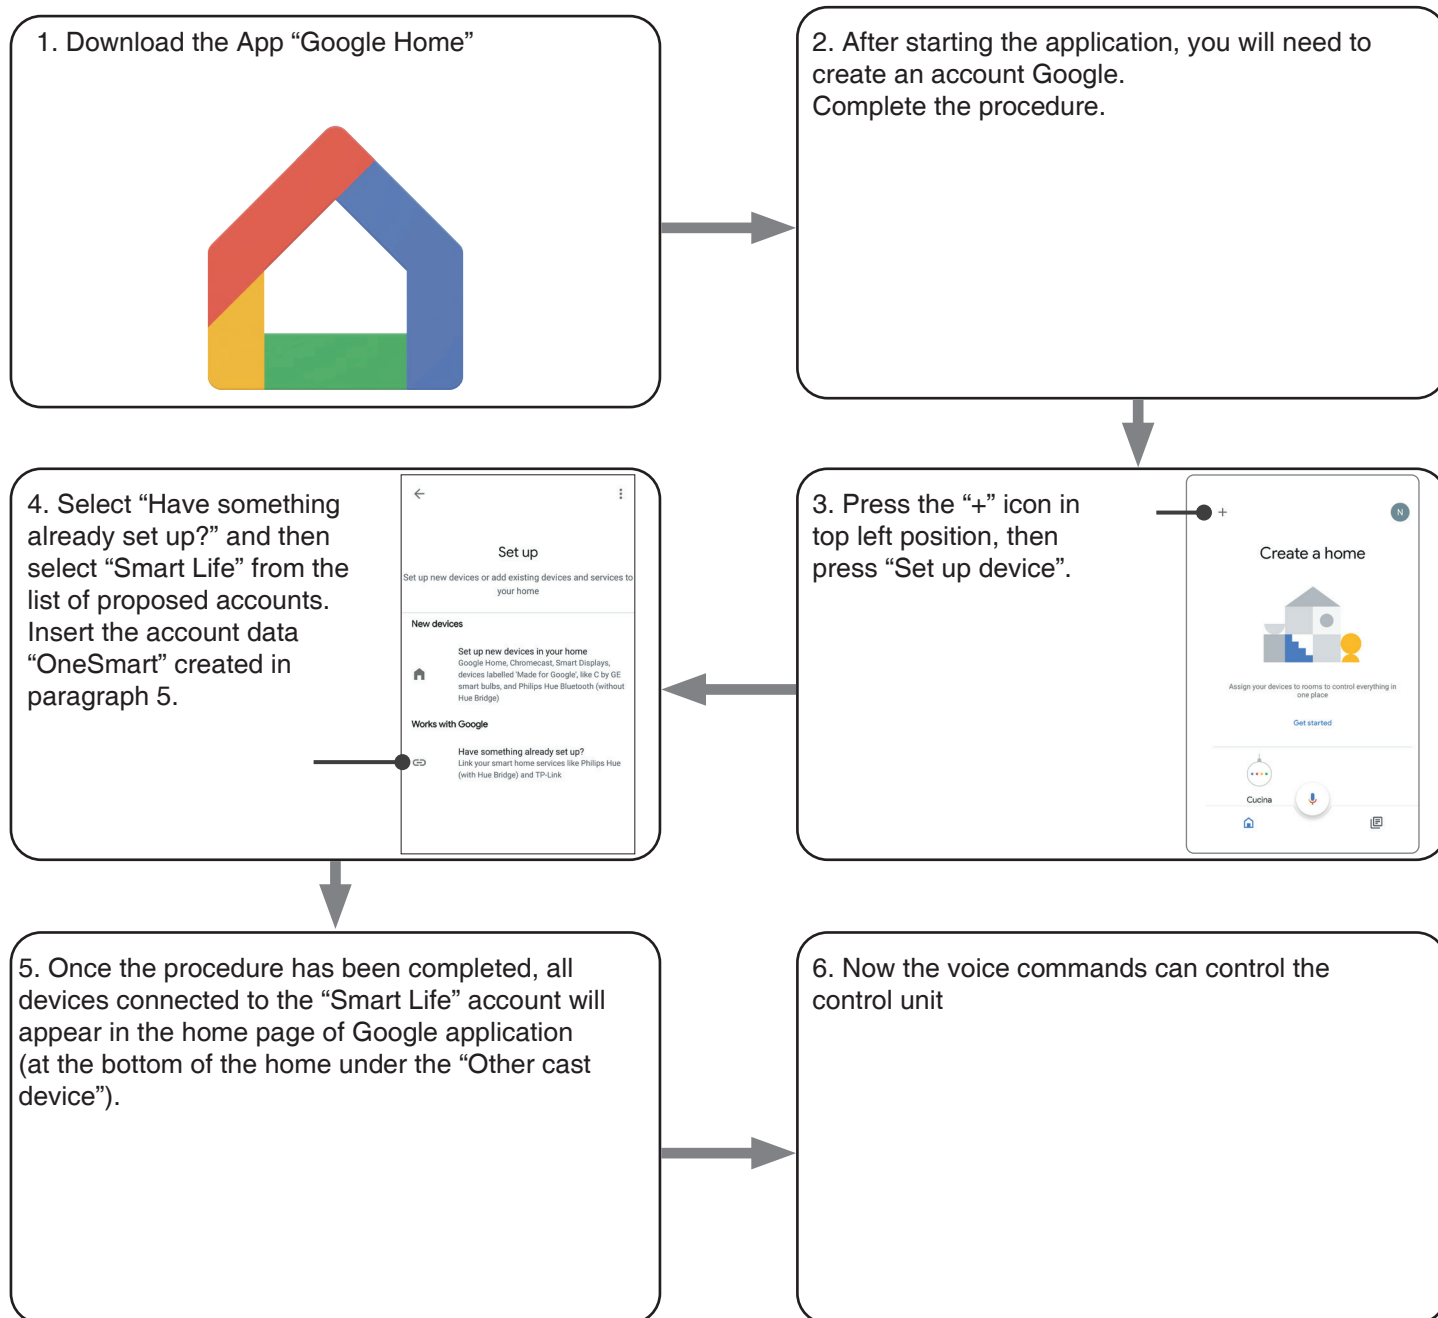 1. Download the App “Google Home”
2. After starting the application, you will need to
create an account Google.
Complete the procedure.
3. Press the “+” icon in
top left position, then
press “Set up device”.
+
N
Create a home
Assign your devices to rooms to control everything in
one place
Get started
Cucina
4. Select “Have something
already set up?” and then
select “Smart Life” from the
list of proposed accounts.
Insert the account data
“OneSmart” created in
paragraph 5.
Set up
Set up new devices or add existing devices and services to
your home
New devices
Set up new devices in your home
Google Home, Chromecast, Smart Displays,
devices labelled 'Made for Google', like C by GE
smart bulbs, and Philips Hue Bluetooth (without
Hue Bridge)
Works with Google
Have something already set up?
Link your smart home services like Philips Hue
(with Hue Bridge) and TP-Link
5. Once the procedure has been completed, all
devices connected to the “Smart Life” account will
appear in the home page of Google application
(at the bottom of the home under the “Other cast
device”).
6. Now the voice commands can control the
control unit